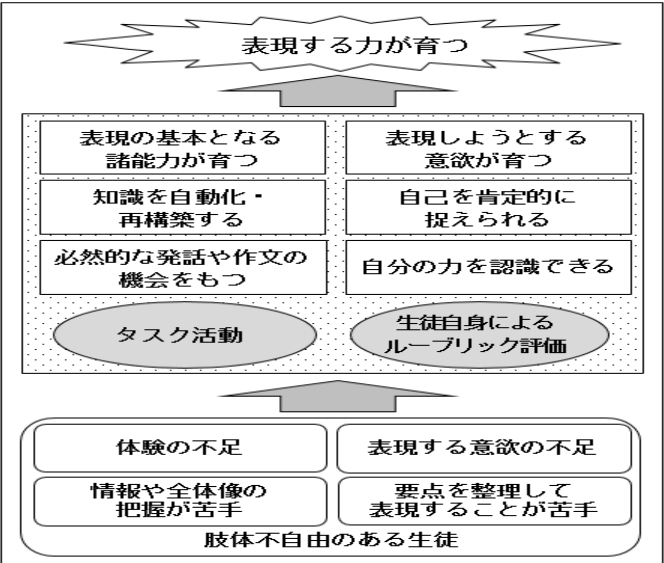 表現する力が育つ
表現の基本となる
諸能力が育つ
表現しようとする
意欲が育つ
知識を自動化・
再構築する
自己を肯定的に
捉えられる
必然的な発話や作文の
機会をもつ
自分の力を認識できる
タスク活動
生徒自身による
ルーブリック評価
体験の不足
表現する意欲の不足
情報や全体像の
把握が苦手
要点を整理して
表現することが苦手
肢体不自由のある生徒